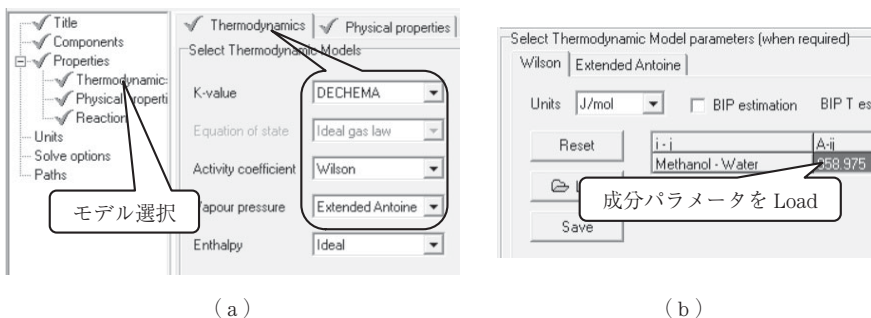 Title
Components
Properties
Thermodynamic
Physical
Reaction
Units
Solve options
Paths
モデル選択
Thermodynamics
Physical properties
Select Thermodynamic Models
K-value
DECHEMA
Equation of state
Ideal gas law
Activity coefficient
Wilson
Vapour pressure
Extended Antoine
Enthalpy
Ideal
(a)
Select Thermodynamic Model parameters (when required)
Wilson Extended Antoine
Units J/mol BIP estimation BIP T es
Reset i - j A-ij
Methanol - Water 958.975
成分パラメータを Load
Save
(b)